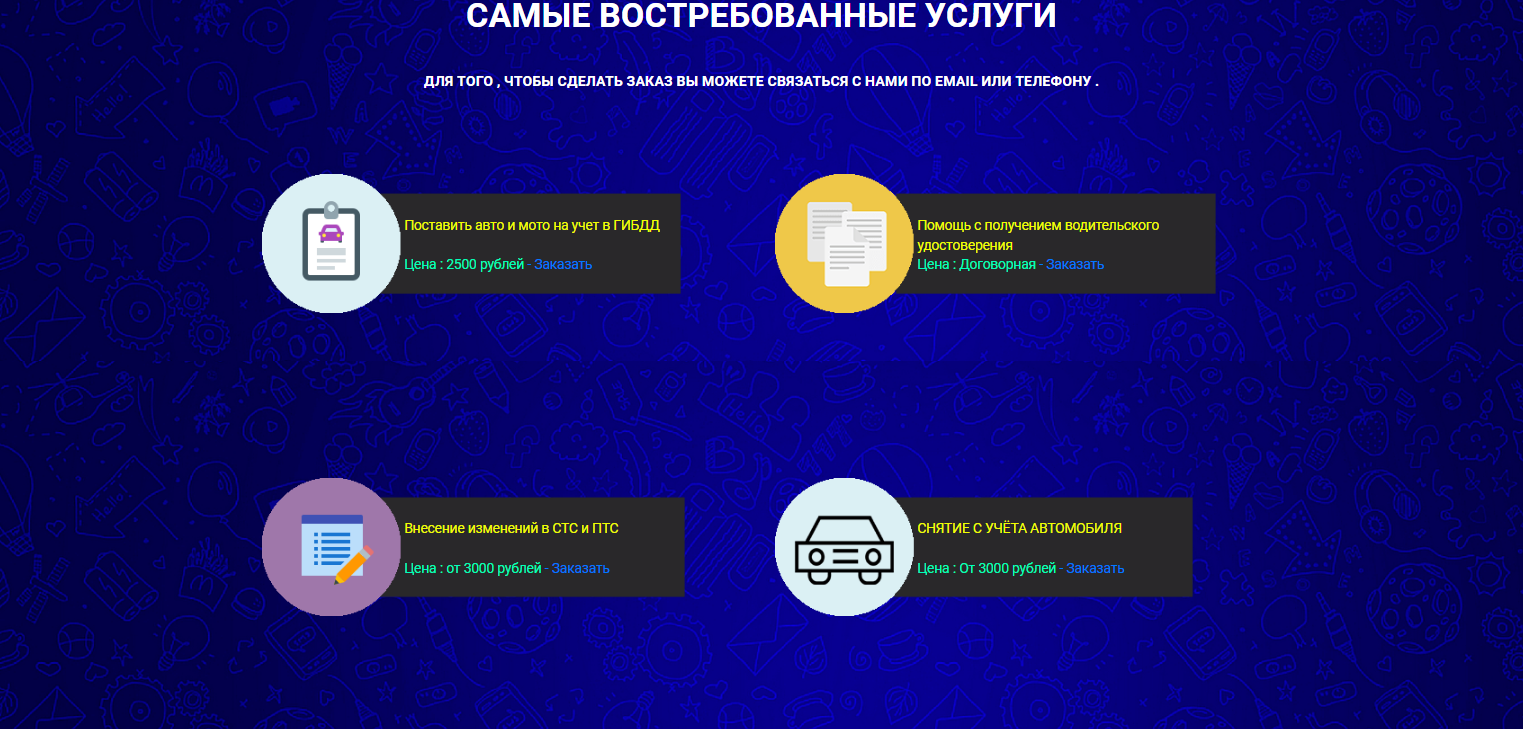 САМЫЕ ВОСТРЕБОВАННЫЕ УСЛУГИ
ДЛЯ ТОГО , ЧТОБЫ СДЕЛАТЬ ЗАКАЗ ВЫ МОЖЕТЕ СВЯЗАТЬСЯ С НАМИ ПО EMAIL ИЛИ ТЕЛЕФОНУ .
Поставить авто и мото на учет в ГИБДД
Цена : 2500 рублей - Заказать
Помощь с получением водительского
удостоверения
Цена : Договорная - Заказать
Внесение изменений в СТС и ПТС
Цена : от 3000 рублей - Заказать
СНЯТИЕ С УЧЁТА АВТОМОБИЛЯ
Цена : От 3000 рублей - Заказать